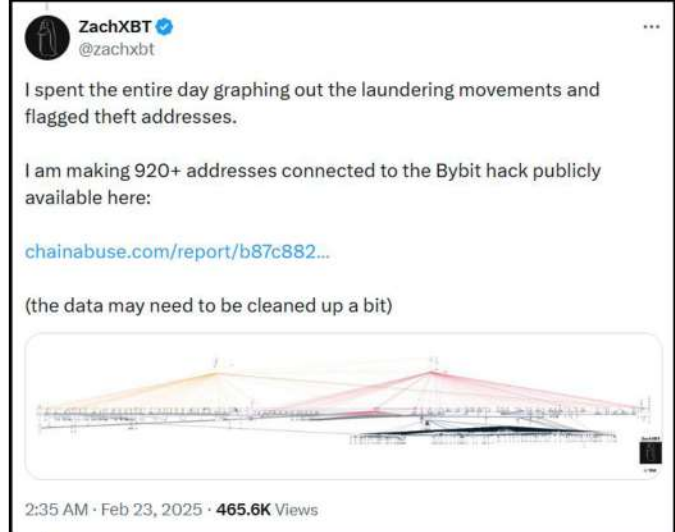 ZachXBT
@zachxbt
I spent the entire day graphing out the laundering movements and
flagged theft addresses.
I am making 920+ addresses connected to the Bybit hack publicly
available here:
chainabuse.com/report/b87c882...
(the data may need to be cleaned up a bit)
2:35 AM · Feb 23, 2025 · 465.6K Views